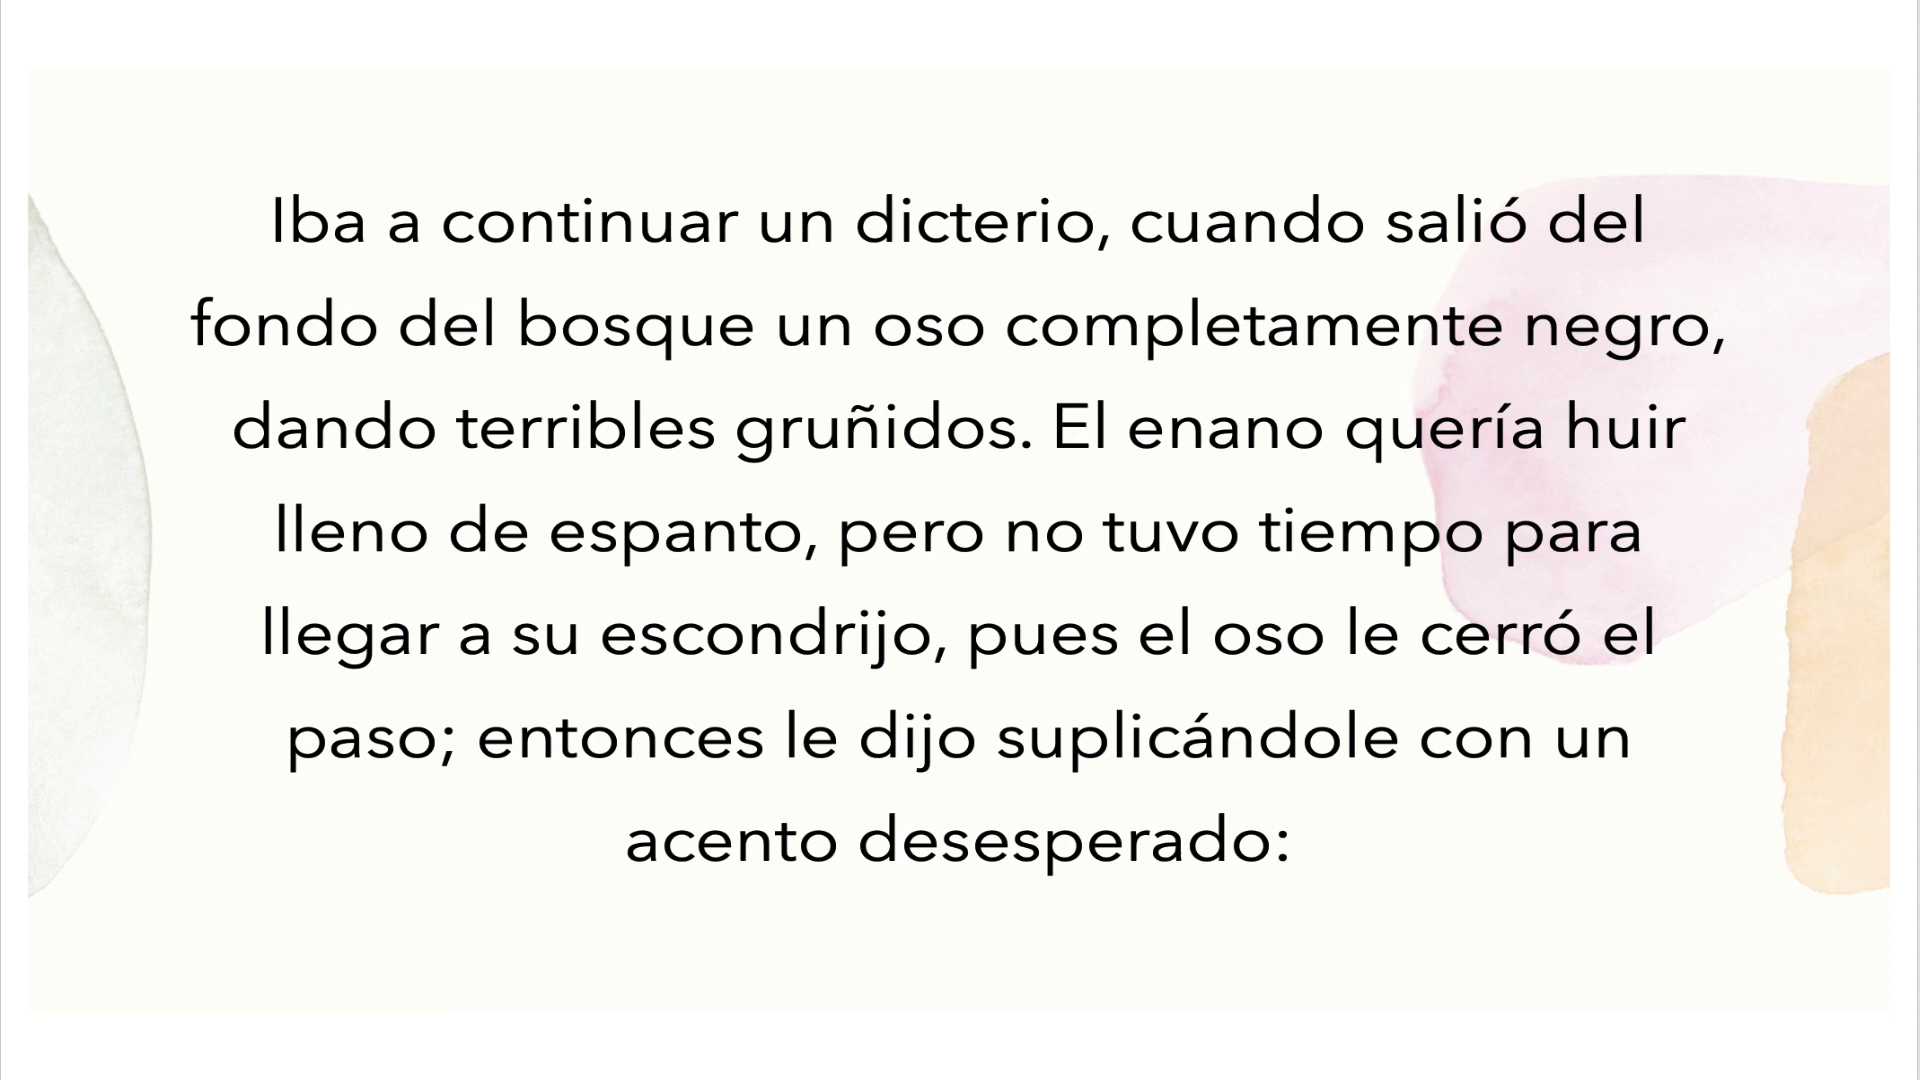 Iba a continuar un dicterio, cuando salió del
fondo del bosque un oso completamente negro,
dando terribles gruñidos. El enano quería huir
lleno de espanto, pero no tuvo tiempo para
llegar a su escondrijo, pues el oso le cerró el
paso; entonces le dijo suplicándole con un
acento desesperado: